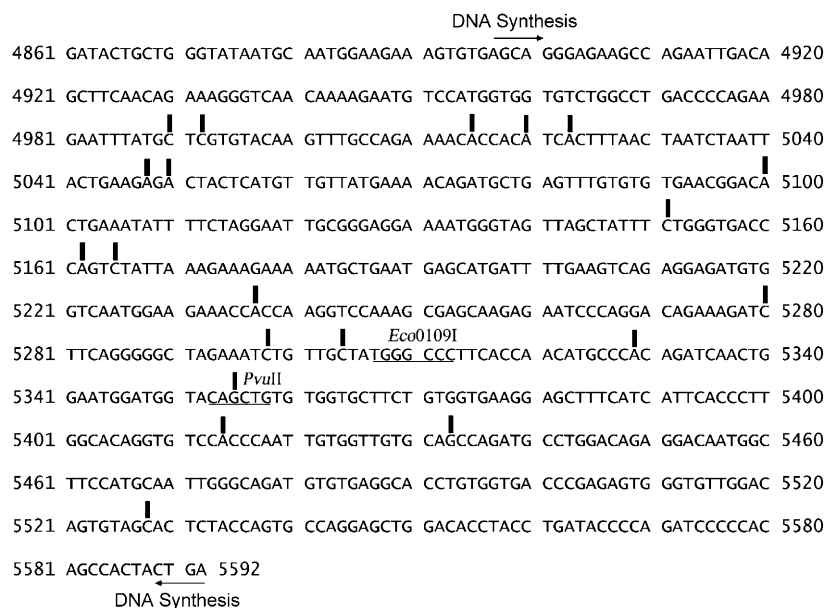 DNA Synthesis
4861 GATACTGCTG GGTATAATGC AATGGAAGAA AGTGTGAGCA GGGAGAAGCC AGAATTGACA 4920
4921 GCTTCAACAG AAAGGGTCAA CAAAAGAATG TCCATGGTGG TGTCTGGCCT GACCCCAGAA 4980
4981 GAATTTATGC TCGTGTACAA GTTTGCCAGA AAACACCACA TCACTTTAAC TAATCTAATT 5040
5041 ACTGAAGAGA CTACTCATGT TGTTATGAAA ACAGATGCTG AGTTTGTGTG TGAACGGACA 5100
5101 CTGAAATATT TTCTAGGAAT TGCGGGAGGA AAATGGGTAG TTAGCTATTT CTGGGTGACC 5160
5161 CAGTCTATTA AAGAAAGAAA AATGCTGAAT GAGCATGATT TTGAAGTCAG AGGAGATGTG 5220
5221 GTCAATGGAA GAAACCACCA AGGTCCAAAG CGAGCAAGAG AATCCCAGGA CAGAAAGATC 5280
Eco0109I
5281 TTCAGGGGGC TAGAAATCTG TTGCTATGGG CCCTTCACCA ACATGCCCAC AGATCAACTG 5340
PvuII
5341 GAATGGATGG TACAGCTGTG TGGTGCTTCT GTGGTGAAGG AGCTTTCATC ATTCACCCTT 5400
5401 GGCACAGGTG TCCACCCAAT TGTGGTTGTG CAGCCAGATG CCTGGACAGA GGACAATGGC 5460
5461 TTCCATGCAA TTGGGCAGAT GTGTGAGGCA CCTGTGGTGA CCCGAGAGTG GGTGTTGGAC 5520
5521 AGTGTAGCAC TCTACCAGTG CCAGGAGCTG GACACCTACC TGATACCCCA GATCCCCCAC 5580
5581 AGCCACTACT GA 5592
DNA Synthesis